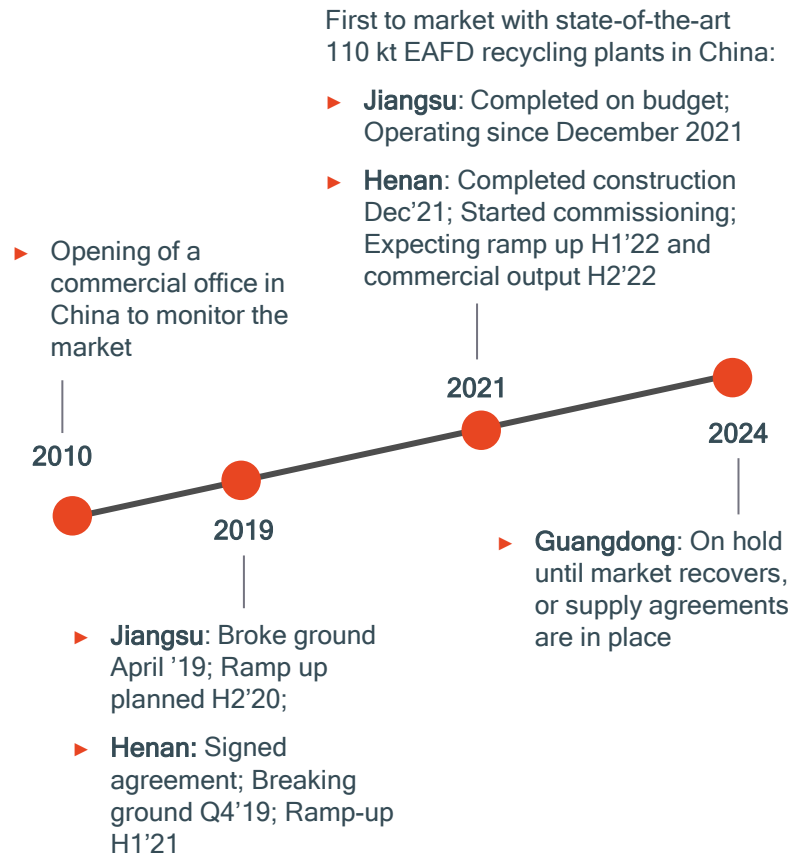 First to market with state-of-the-art
110 kt EAFD recycling plants in China:
► Jiangsu: Completed on budget;
Operating since December 2021
► Henan: Completed construction
Dec'21; Started commissioning;
Expecting ramp up H1'22 and
commercial output H2'22
► Opening of a
commercial office in
China to monitor the
market
2010
2019
2021
2024
► Jiangsu: Broke ground
April '19; Ramp up
planned H2'20;
► Henan: Signed
agreement; Breaking
ground Q4'19; Ramp-up
H1'21
► Guangdong: On hold
until market recovers,
or supply agreements
are in place